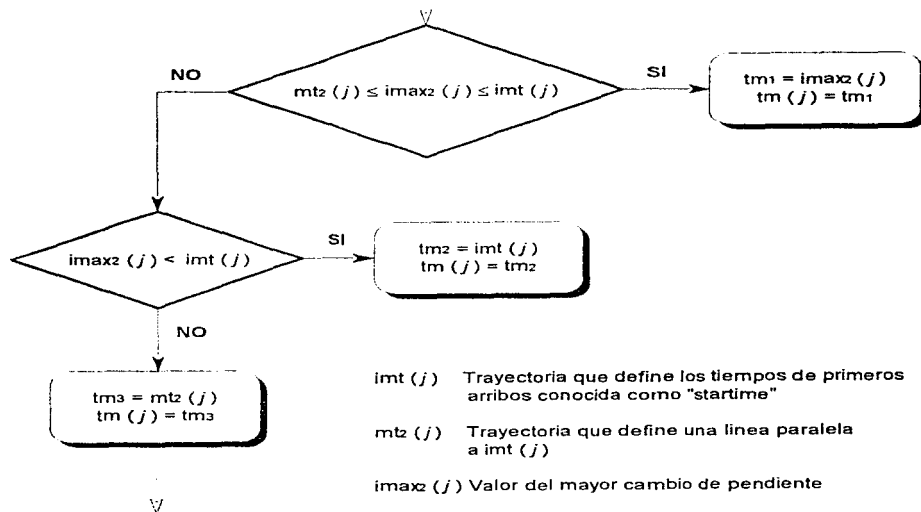 NO
mt₂ (j) ≤ imax₂ (j) ≤ imt (j)
SI
tm₁ = imax₂ (j)
tm (j) = tm₁
imax₂ (j) < imt (j)
SI
tm₂ = imt (j)
tm (j) = tm₂
NO
tm₃ = mt₂ (j)
tm (j) = tm₃
imt (j) Trayectoria que define los tiempos de primeros
arribos conocida como "startime"
mt₂ (j) Trayectoria que define una linea paralela
a imt (j)
imax₂ (j) Valor del mayor cambio de pendiente